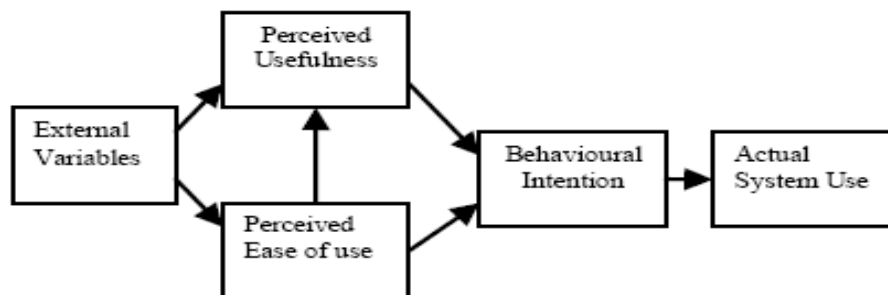 Perceived
Usefulness
External
Variables
Perceived
Ease of use
Behavioural
Intention
Actual
System Use